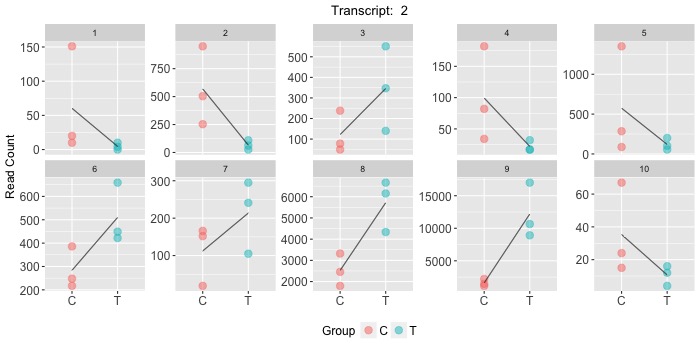 Transcript: 2
1 2 3 4 5
150 100 50 0
750 500 250 0
500 400 300 200 100
150 100 50
1000 500 0
Read Count
6 7 8 9 10
600 500 400 300 200
300 200 100
6000 5000 4000 3000 2000
15000 10000 5000
60 40 20
C T C T C T C T C T
Group C T